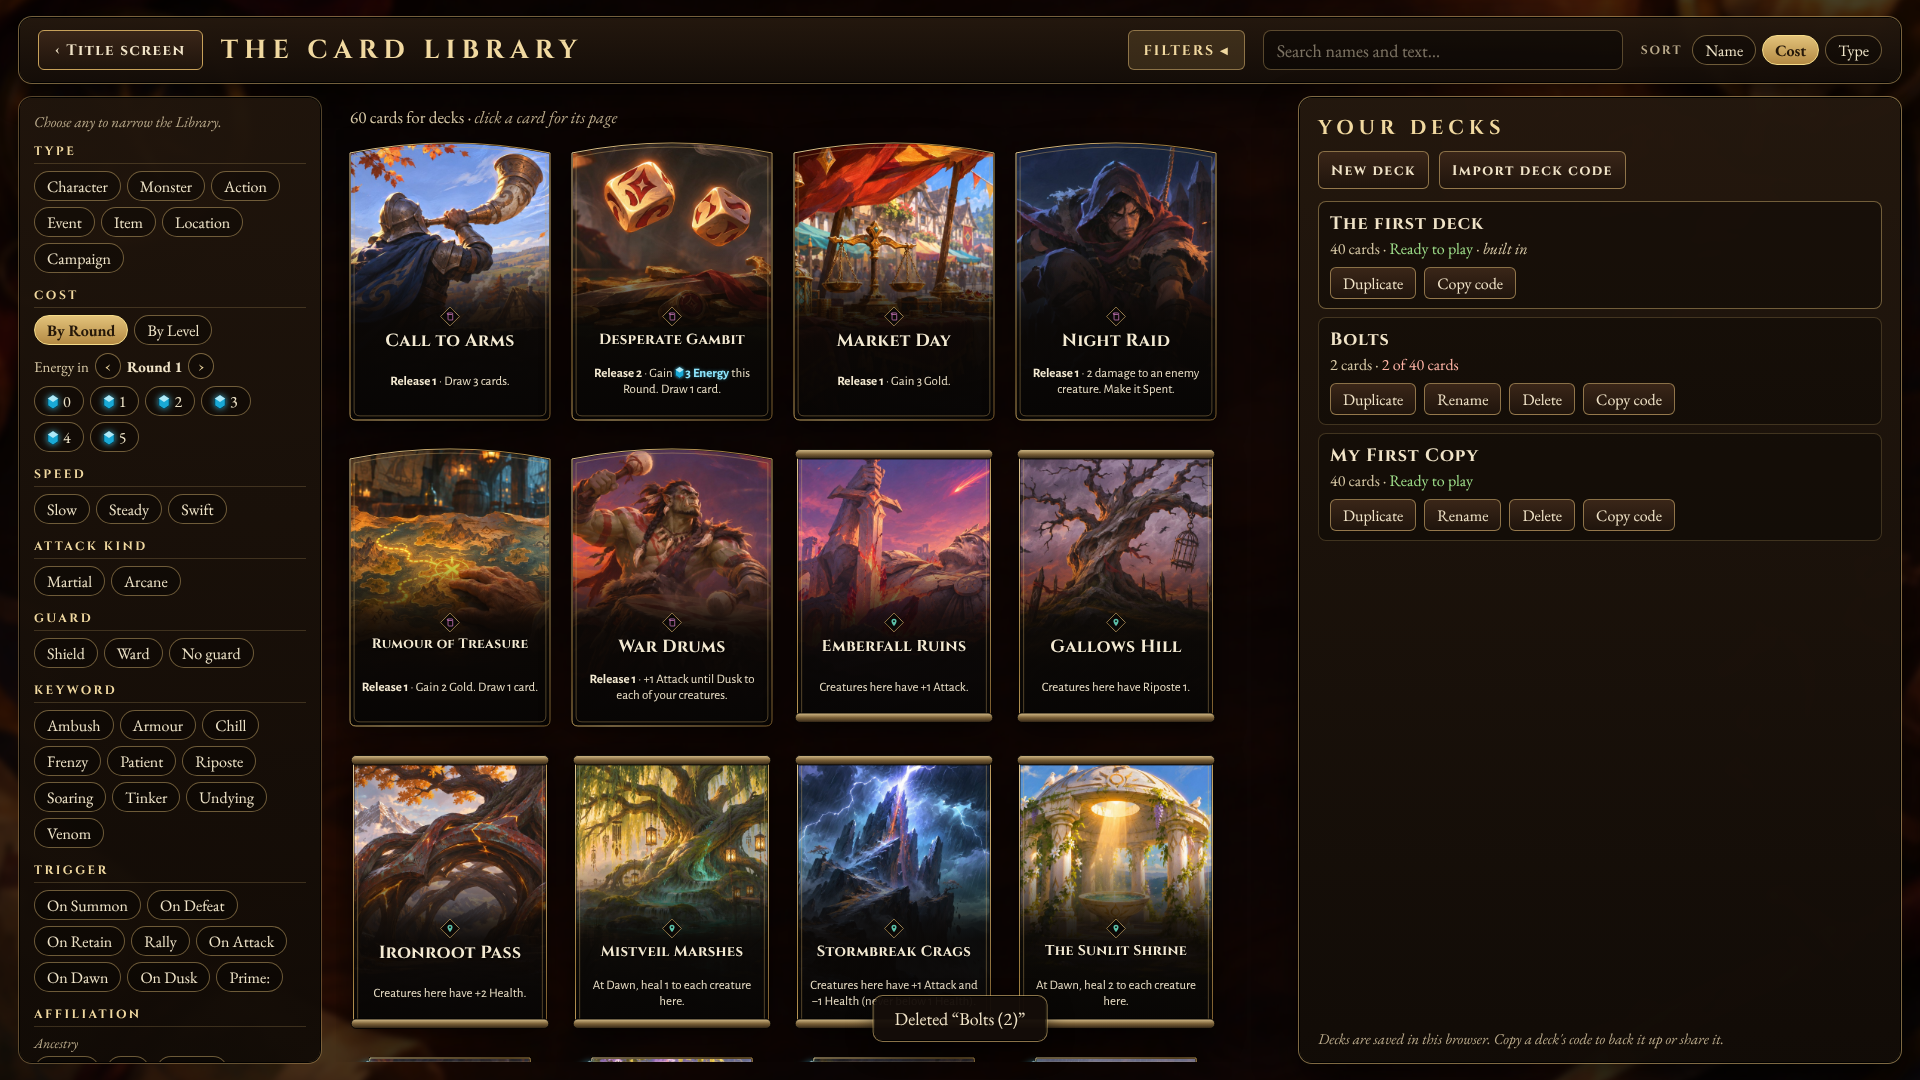 ‹ Title screen
THE CARD LIBRARY
FILTERS ◂
Search names and text...
SORT
Name
Cost
Type
Choose any to narrow the Library.
TYPE
Character
Monster
Action
Event
Item
Location
Campaign
COST
By Round
By Level
Energy in ‹ Round 1 ›
0
1
2
3
4
5
SPEED
Slow
Steady
Swift
ATTACK KIND
Martial
Arcane
GUARD
Shield
Ward
No guard
KEYWORD
Ambush
Armour
Chill
Frenzy
Patient
Riposte
Soaring
Tinker
Undying
Venom
TRIGGER
On Summon
On Defeat
On Retain
Rally
On Attack
On Dawn
On Dusk
Prime:
AFFILIATION
Ancestry
60 cards for decks · click a card for its page
Call to Arms
Release 1 · Draw 3 cards.
Desperate Gambit
Release 2 · Gain 3 Energy this
Round. Draw 1 card.
Market Day
Release 1 · Gain 3 Gold.
Night Raid
Release 1 · 2 damage to an enemy
creature. Make it Spent.
Rumour of Treasure
Release 1 · Gain 2 Gold. Draw 1 card.
War Drums
Release 1 · +1 Attack until Dusk to
each of your creatures.
Emberfall Ruins
Creatures here have +1 Attack.
Gallows Hill
Creatures here have Riposte 1.
Ironroot Pass
Creatures here have +2 Health.
Mistveil Marshes
At Dawn, heal 1 to each creature
here.
Stormbreak Crags
Creatures here have +1 Attack and
−1 Health (never below 1 Health).
The Sunlit Shrine
At Dawn, heal 2 to each creature
here.
Deleted “Bolts (2)”
YOUR DECKS
New deck
Import deck code
The first deck
40 cards · Ready to play · built in
Duplicate
Copy code
Bolts
2 cards · 2 of 40 cards
Duplicate
Rename
Delete
Copy code
My First Copy
40 cards · Ready to play
Duplicate
Rename
Delete
Copy code
Decks are saved in this browser. Copy a deck's code to back it up or share it.